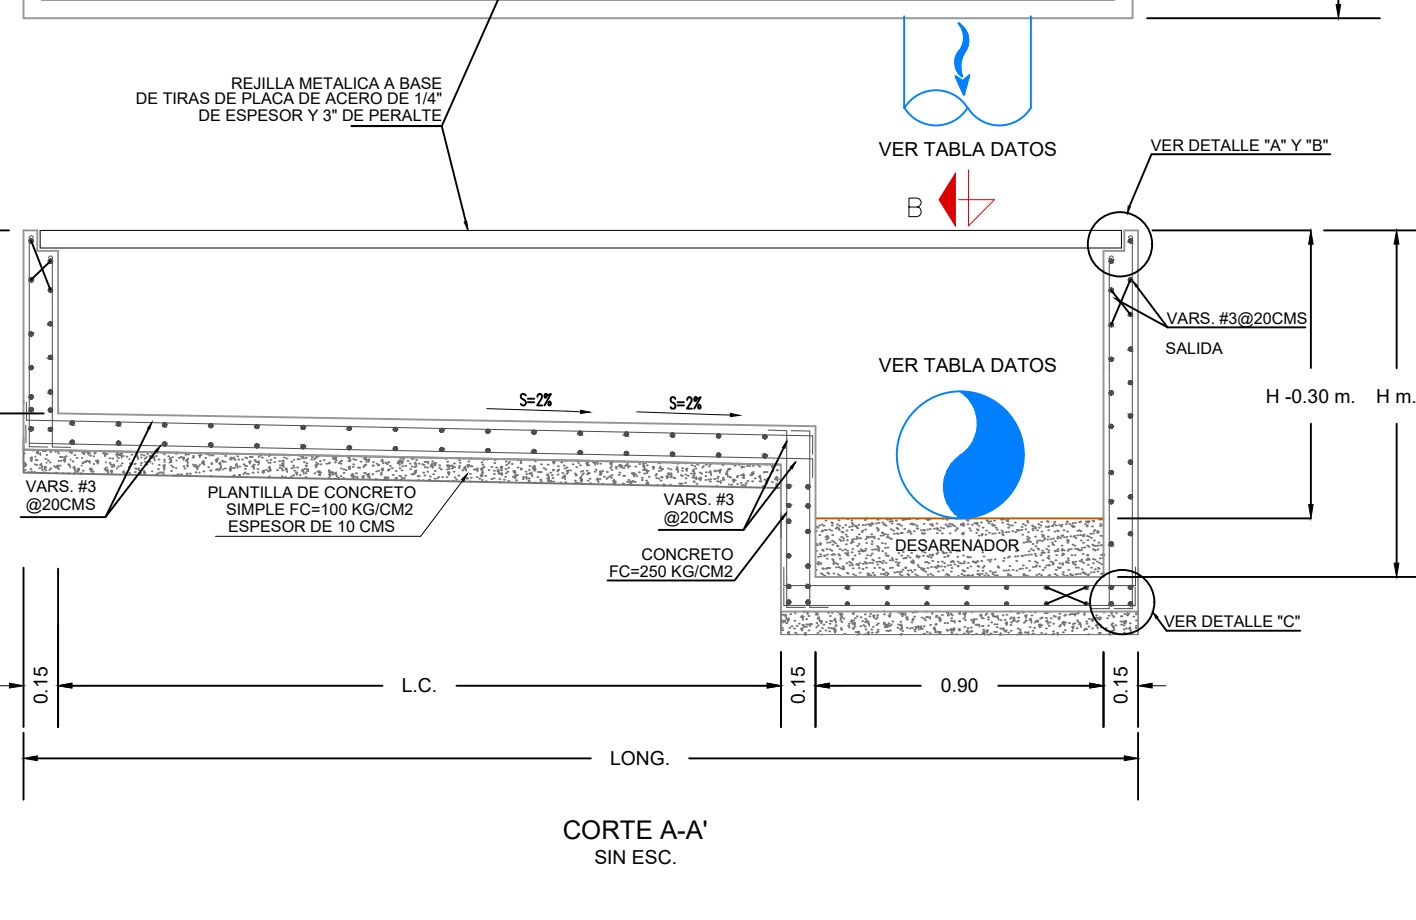 REJILLA METALICA A BASE
DE TIRAS DE PLACA DE ACERO DE 1/4"
DE ESPESOR Y 3" DE PERALTE
VER TABLA DATOS
VER DETALLE "A" Y "B"
B
VARS. #3@20CMS
SALIDA
VER TABLA DATOS
H -0.30 m.
H m.
S=2%
S=2%
VARS. #3
@20CMS
PLANTILLA DE CONCRETO
SIMPLE FC=100 KG/CM2
ESPESOR DE 10 CMS
VARS. #3
@20CMS
CONCRETO
FC=250 KG/CM2
DESARENADOR
VER DETALLE "C"
0.15
L.C.
0.15
0.90
0.15
LONG.
CORTE A-A'
SIN ESC.